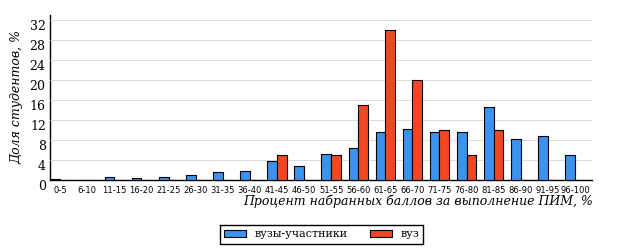 Доля студентов, %
32
28
24
20
16
12
8
4
0
0-5 6-10 11-15 16-20 21-25 26-30 31-35 36-40 41-45 46-50 51-55 56-60 61-65 66-70 71-75 76-80 81-85 86-90 91-95 96-100
Процент набранных баллов за выполнение ПИМ, %
вузы-участники вуз